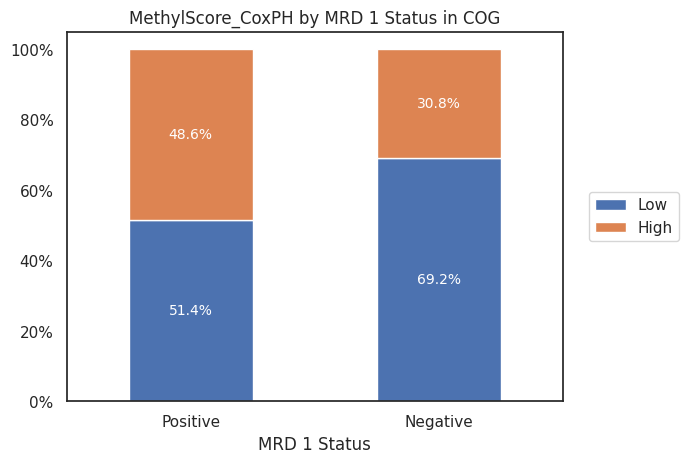 MethylScore_CoxPH by MRD 1 Status in COG
100%
80%
60%
40%
20%
0%
48.6%
30.8%
51.4%
69.2%
Low
High
Positive
Negative
MRD 1 Status